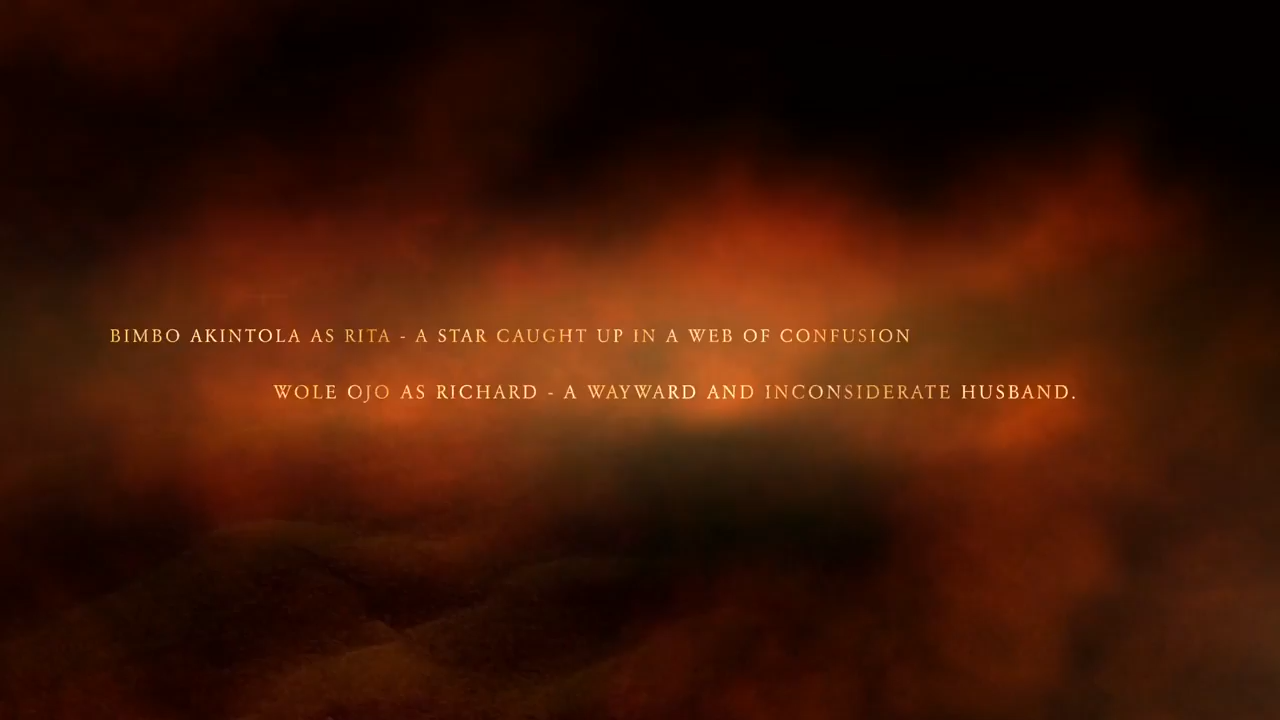 BIMBO AKINTOLA AS RITA - A STAR CAUGHT UP IN A WEB OF CONFUSION
WOLE OJO AS RICHARD - A WAYWARD AND INCONSIDERATE HUSBAND.